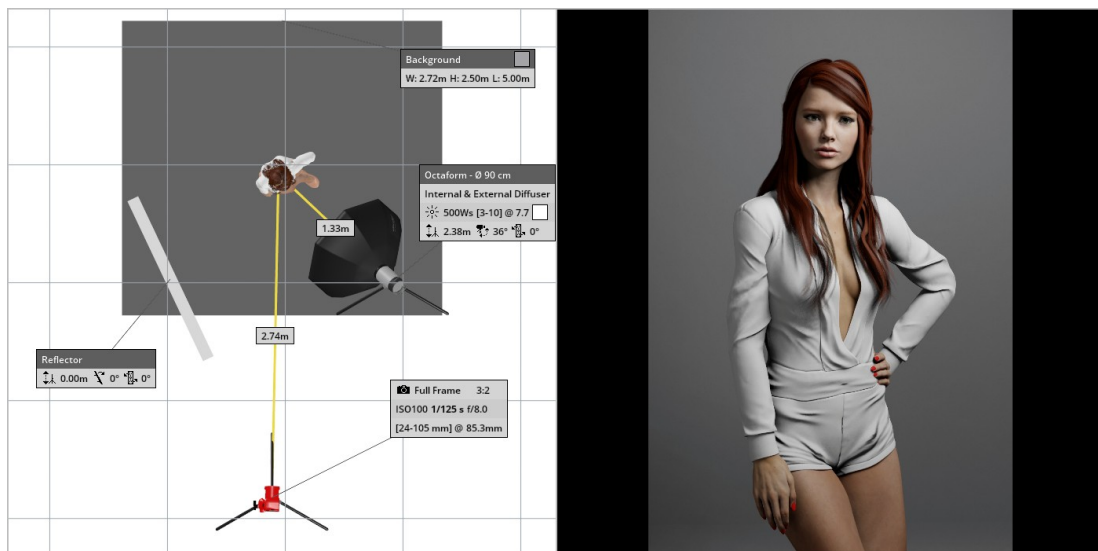 Background
W: 2.72m H: 2.50m L: 5.00m
Octaform - Ø 90 cm
Internal & External Diffuser
500Ws [3-10] @ 7.7
2.38m 36° 0°
1.33m
2.74m
Reflector
0.00m 0° 0°
Full Frame 3:2
ISO100 1/125 s f/8.0
[24-105 mm] @ 85.3mm